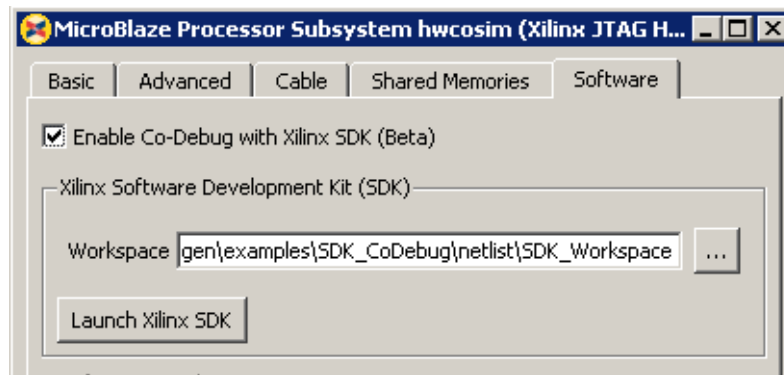 MicroBlaze Processor Subsystem hwcosim (Xilinx JTAG H...
Basic Advanced Cable Shared Memories Software
Enable Co-Debug with Xilinx SDK (Beta)
Xilinx Software Development Kit (SDK)
Workspace gen\examples\SDK_CoDebug\netlist\SDK_Workspace ...
Launch Xilinx SDK